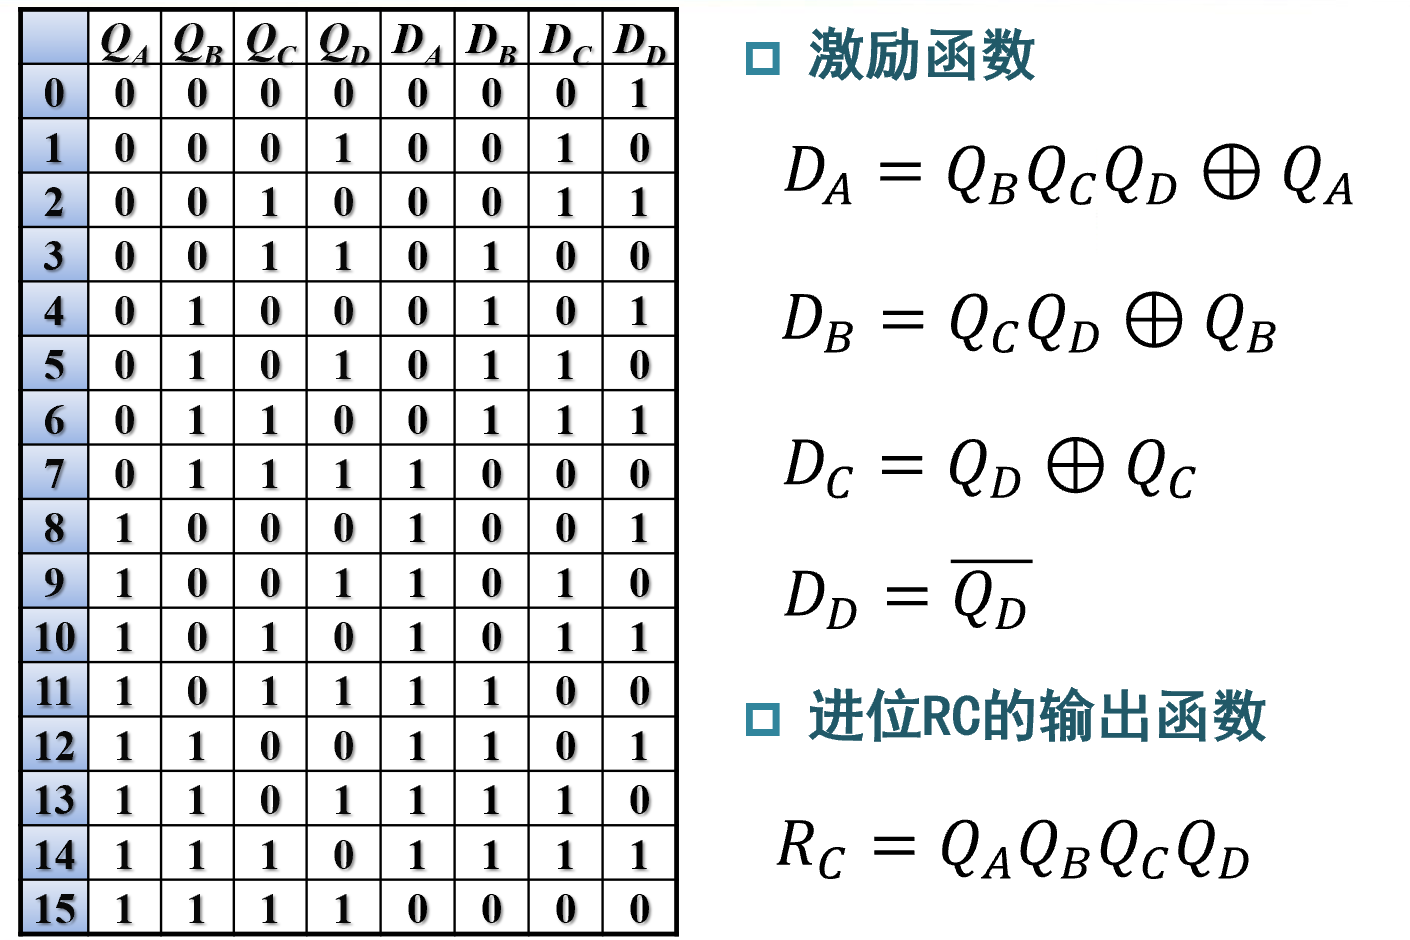 Q_A Q_B Q_C Q_D D_A D_B D_C D_D
0 0 0 0 0 0 0 0 1
1 0 0 0 1 0 0 1 0
2 0 0 1 0 0 0 1 1
3 0 0 1 1 0 1 0 0
4 0 1 0 0 0 1 0 1
5 0 1 0 1 0 1 1 0
6 0 1 1 0 0 1 1 1
7 0 1 1 1 1 0 0 0
8 1 0 0 0 1 0 0 1
9 1 0 0 1 1 0 1 0
10 1 0 1 0 1 0 1 1
11 1 0 1 1 1 1 0 0
12 1 1 0 0 1 1 0 1
13 1 1 0 1 1 1 1 0
14 1 1 1 0 1 1 1 1
15 1 1 1 1 0 0 0 0
激励函数
D_A = Q_B Q_C Q_D ⊕ Q_A
D_B = Q_C Q_D ⊕ Q_B
D_C = Q_D ⊕ Q_C
D_D = \overline{Q_D}
进位RC的输出函数
R_C = Q_A Q_B Q_C Q_D